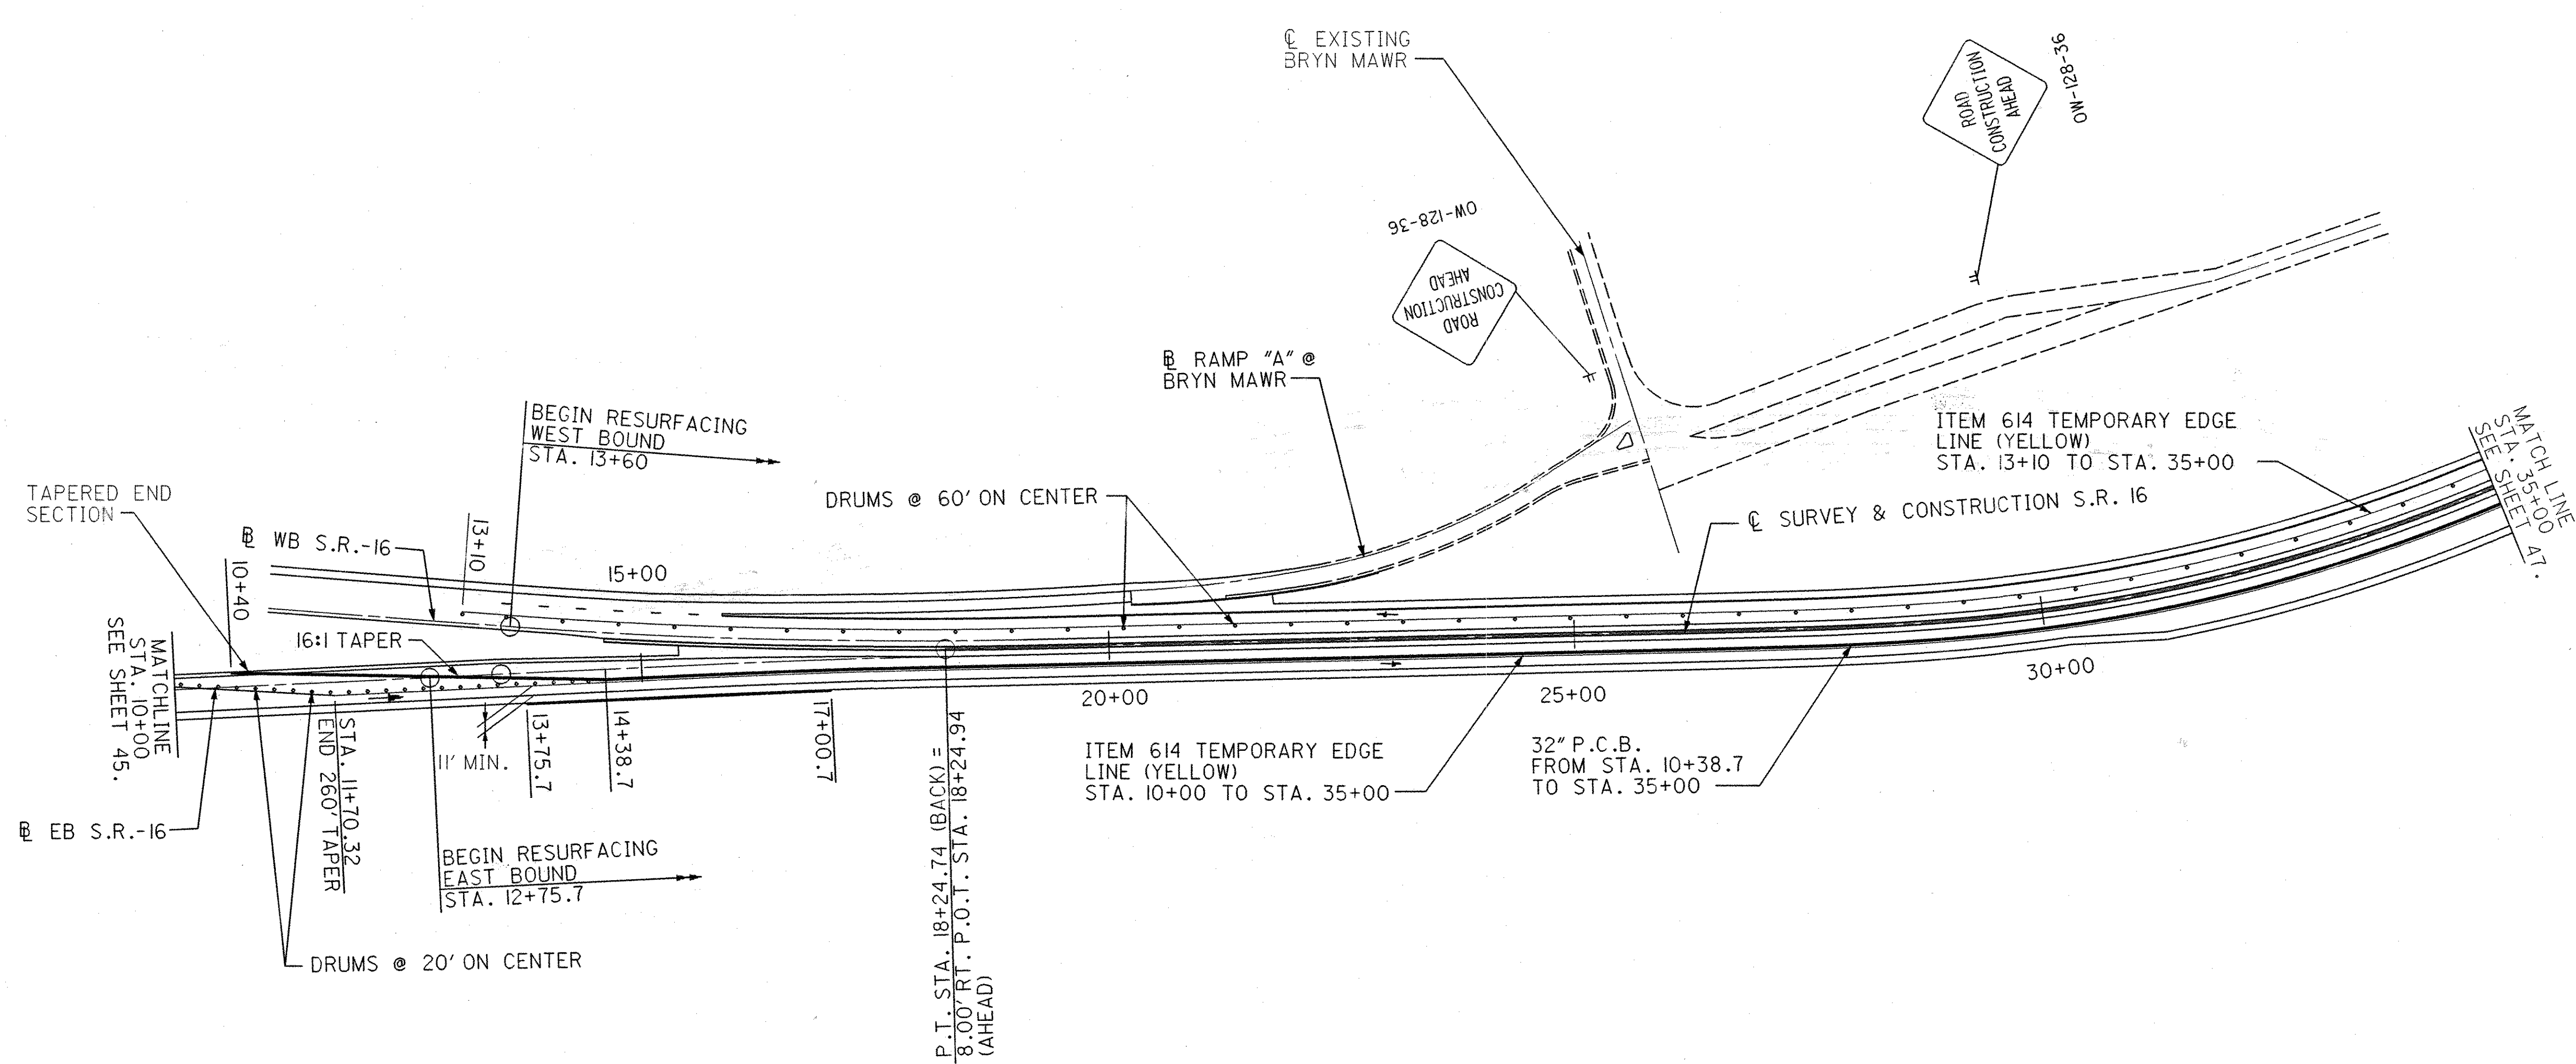 ℄ EXISTING
BRYN MAWR
ROAD
CONSTRUCTION
AHEAD
OW-128-36
OW-128-36
ROAD
CONSTRUCTION
AHEAD
℄ RAMP "A" @
BRYN MAWR
BEGIN RESURFACING
WEST BOUND
STA. 13+60
ITEM 614 TEMPORARY EDGE
LINE (YELLOW)
STA. 13+10 TO STA. 35+00
MATCH LINE
STA. 35+00
SEE SHEET 47.
TAPERED END
SECTION
DRUMS @ 60' ON CENTER
℄ SURVEY & CONSTRUCTION S.R. 16
℄ WB S.R.-16
13+10
10+40
15+00
16:1 TAPER
MATCHLINE
STA. 10+00
SEE SHEET 45.
20+00
25+00
30+00
STA. 11+70.32
END 260' TAPER
11' MIN.
13+75.7
14+38.7
17+00.7
P.T. STA. 18+24.74 (BACK) =
8.00' RT. P.O.T. STA. 18+24.94
(AHEAD)
ITEM 614 TEMPORARY EDGE
LINE (YELLOW)
STA. 10+00 TO STA. 35+00
32" P.C.B.
FROM STA. 10+38.7
TO STA. 35+00
℄ EB S.R.-16
BEGIN RESURFACING
EAST BOUND
STA. 12+75.7
DRUMS @ 20' ON CENTER